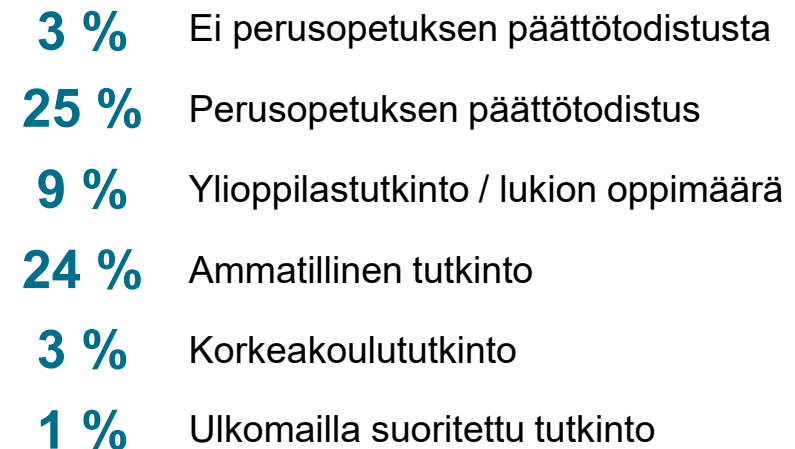 3 % Ei perusopetuksen päättötodistusta
25 % Perusopetuksen päättötodistus
9 % Ylioppilastutkinto / lukion oppimäärä
24 % Ammatillinen tutkinto
3 % Korkeakoulututkinto
1 % Ulkomailla suoritettu tutkinto